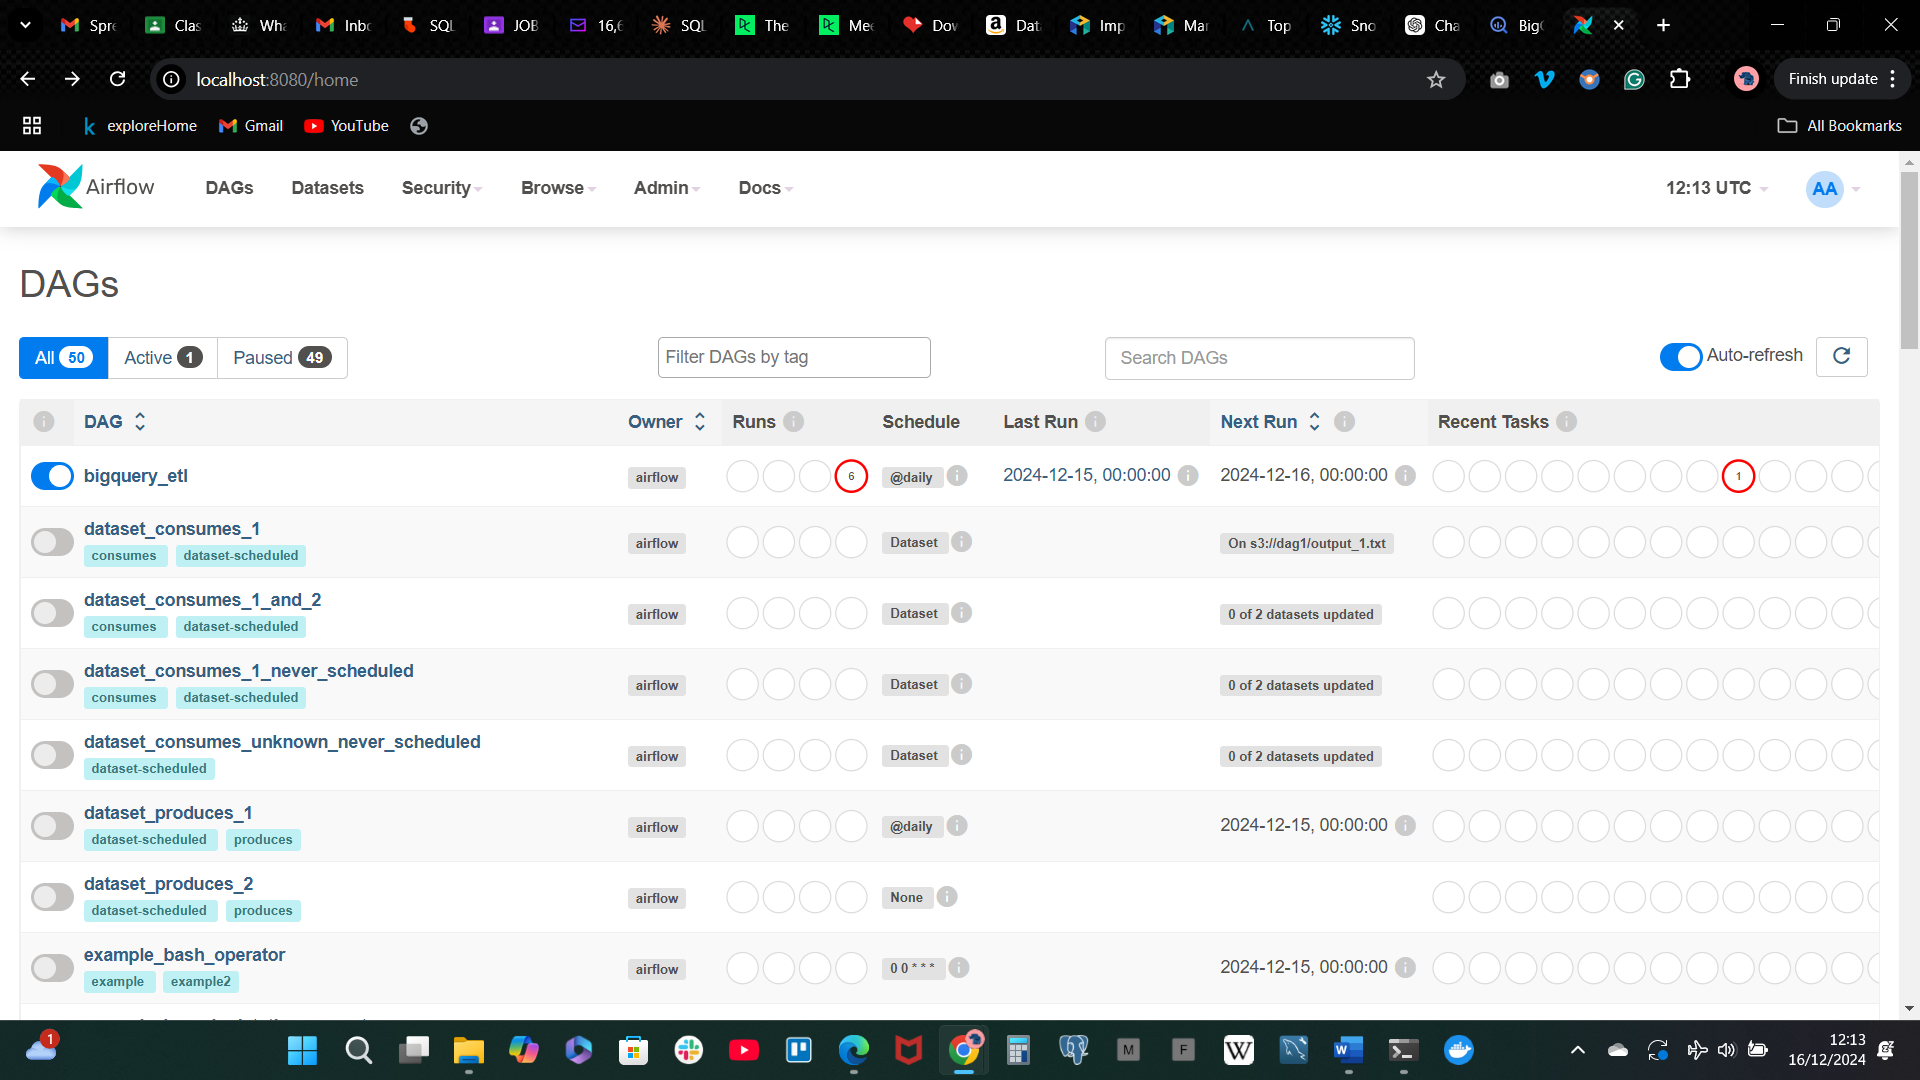 Spre
Clas
Wha
Inbo
SQL
JOB
16,6
SQL
The
Mee
Dov
Dat
Imp
Mar
Top
Sno
Cha
Big
localhost:8080/home
Finish update
exploreHome
Gmail
YouTube
All Bookmarks
Airflow
DAGs
Datasets
Security
Browse
Admin
Docs
12:13 UTC
AA
DAGs
All 50
Active 1
Paused 49
Filter DAGs by tag
Search DAGs
Auto-refresh
DAG
Owner
Runs
Schedule
Last Run
Next Run
Recent Tasks
bigquery_etl
airflow
6
@daily
2024-12-15, 00:00:00
2024-12-16, 00:00:00
1
dataset_consumes_1
consumes
dataset-scheduled
airflow
Dataset
On s3://dag1/output_1.txt
dataset_consumes_1_and_2
consumes
dataset-scheduled
airflow
Dataset
0 of 2 datasets updated
dataset_consumes_1_never_scheduled
consumes
dataset-scheduled
airflow
Dataset
0 of 2 datasets updated
dataset_consumes_unknown_never_scheduled
dataset-scheduled
airflow
Dataset
0 of 2 datasets updated
dataset_produces_1
dataset-scheduled
produces
airflow
@daily
2024-12-15, 00:00:00
dataset_produces_2
dataset-scheduled
produces
airflow
None
example_bash_operator
example
example2
airflow
0 0 * * *
2024-12-15, 00:00:00
1
M
F
W
12:13
16/12/2024